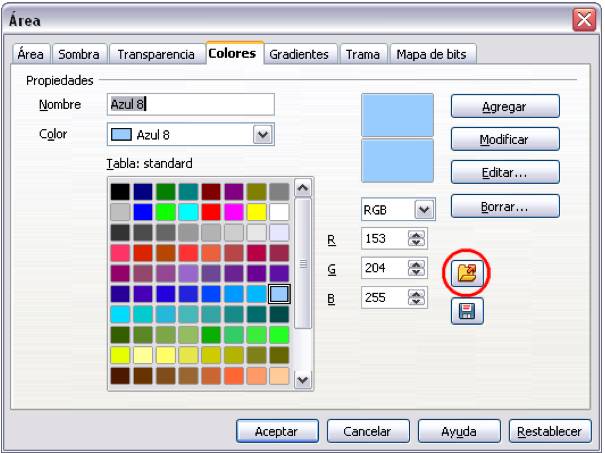 Área
Área Sombra Transparencia Colores Gradientes Trama Mapa de bits
Propiedades
Nombre Azul 8 Agregar
Color Azul 8 Modificar
Tabla: standard Editar...
RGB Borrar...
R 153
G 204
B 255
Aceptar Cancelar Ayuda Restablecer